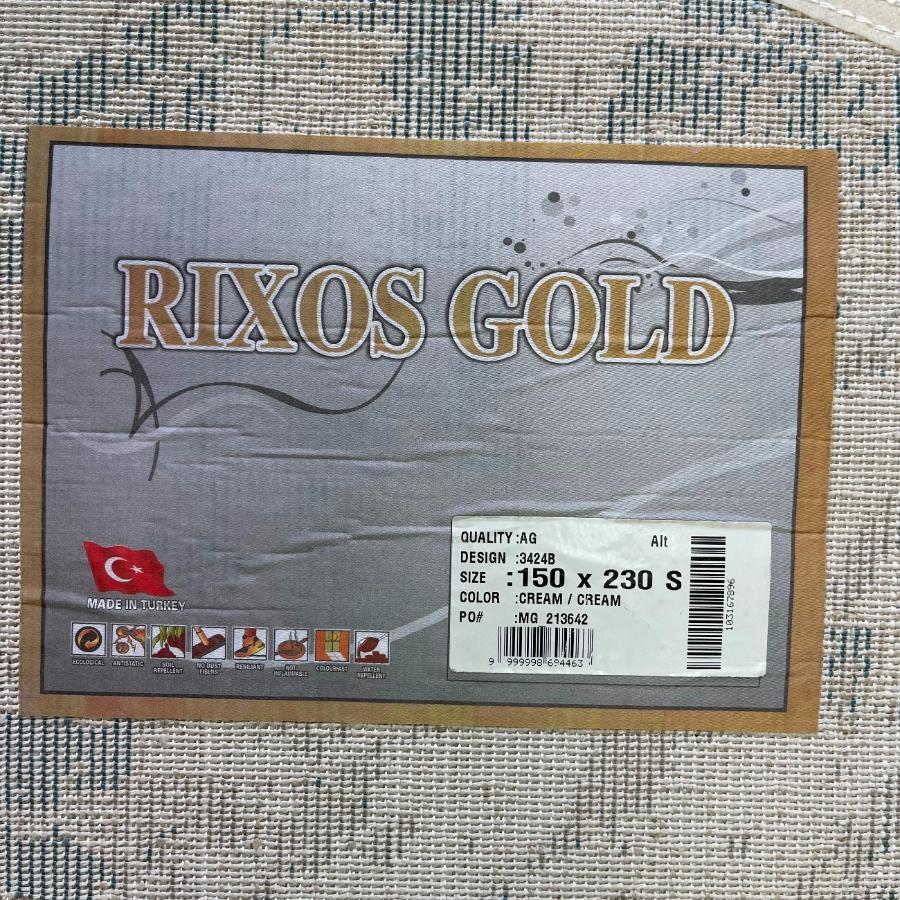 RIXOS GOLD
MADE IN TURKEY
ECOLOGICAL
ANTISTATIC
SOIL
REPELLENT
NO DUST
FIBERS
RESILIANT
NOT
INFLAMMABLE
COLOURFAST
WATER
REPELLENT
QUALITY :AG Alt
DESIGN :3424B
SIZE :150 x 230 S
COLOR :CREAM / CREAM
PO# :MG 213642
9 999998 694463
103167896